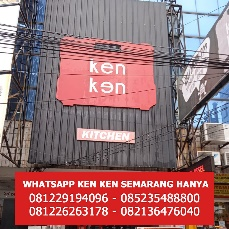 ken
ken
KITCHEN
WHATSAPP KEN KEN SEMARANG HANYA
081229194096 - 085235488800
081226263178 - 082136476040